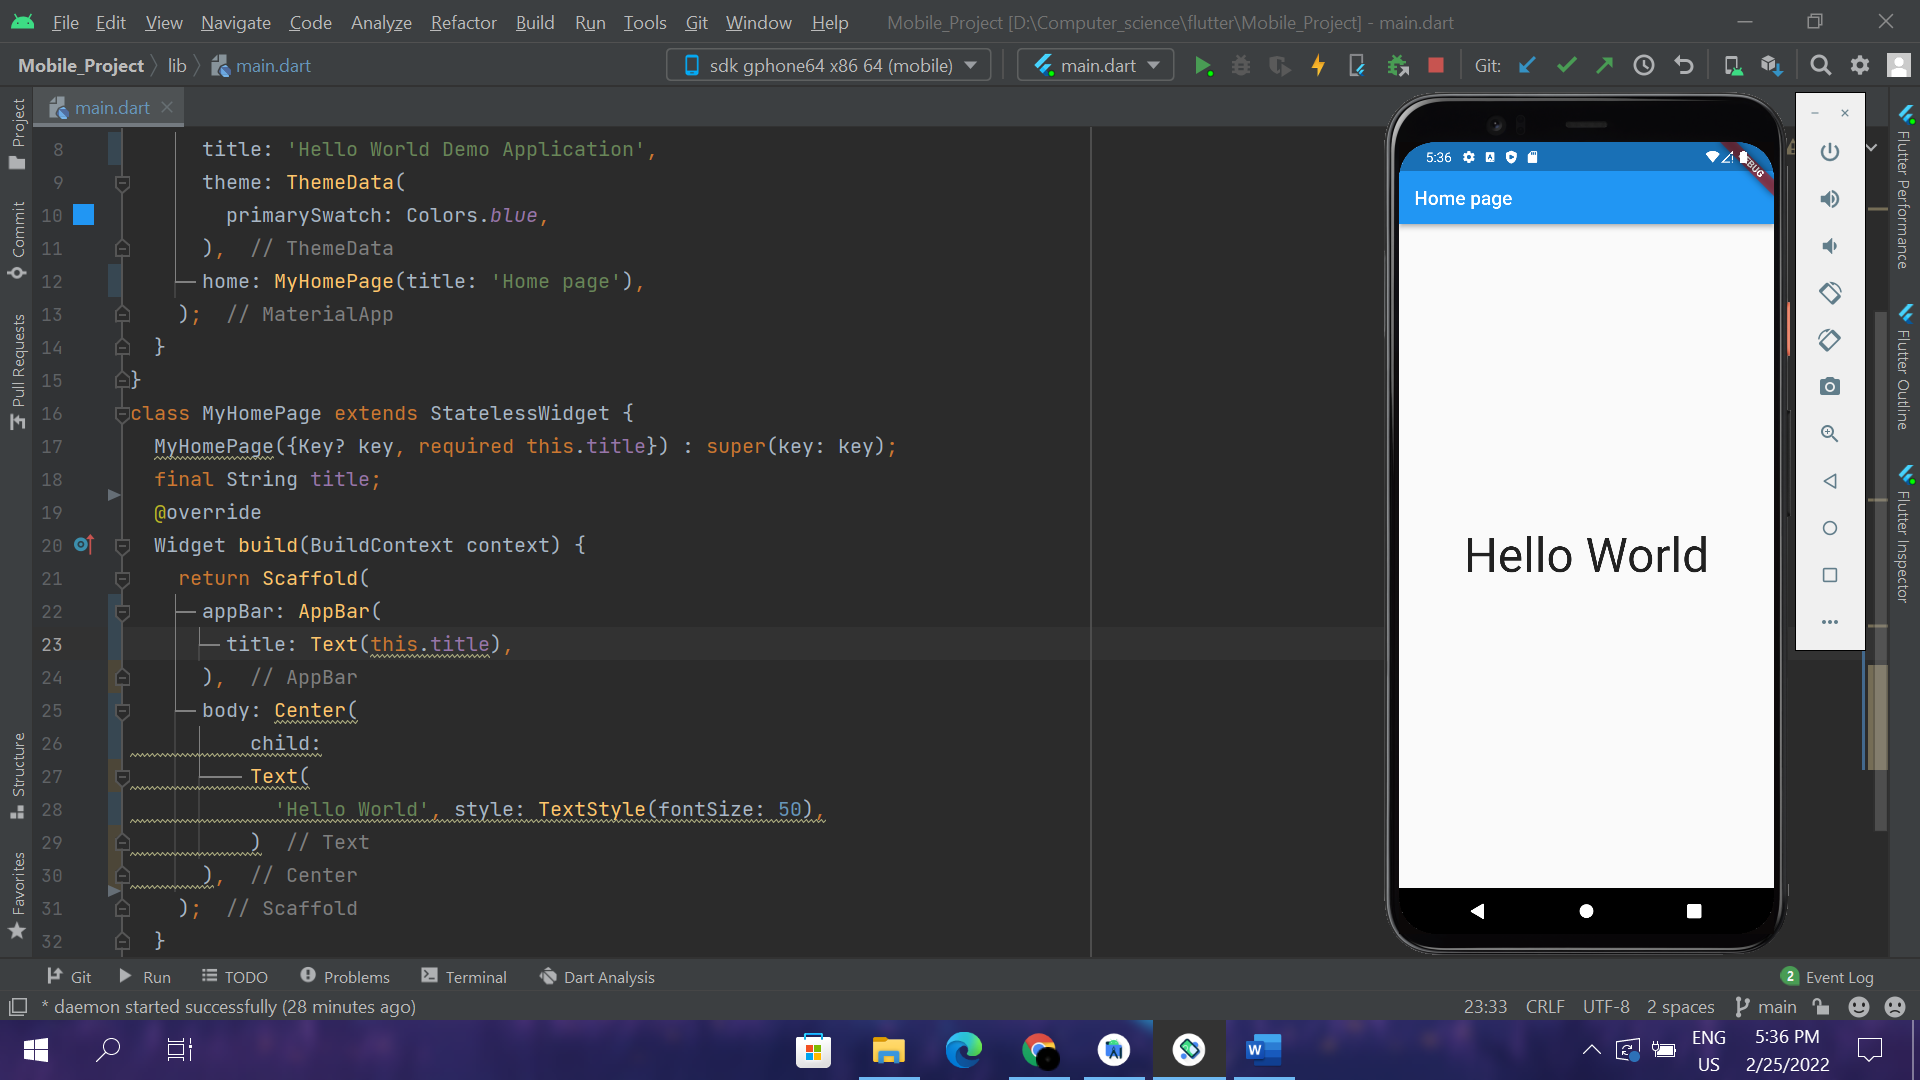 File Edit View Navigate Code Analyze Refactor Build Run Tools Git Window Help Mobile_Project [D:\Computer_science\flutter\Mobile_Project] - main.dart
Mobile_Project lib main.dart sdk gphone64 x86 64 (mobile) main.dart Git:
main.dart
8 title: 'Hello World Demo Application',
9 theme: ThemeData(
10 primarySwatch: Colors.blue,
11 ), // ThemeData
12 home: MyHomePage(title: 'Home page'),
13 ); // MaterialApp
14 }
15 }
16 class MyHomePage extends StatelessWidget {
17 MyHomePage({Key? key, required this.title}) : super(key: key);
18 final String title;
19 @override
20 Widget build(BuildContext context) {
21 return Scaffold(
22 appBar: AppBar(
23 title: Text(this.title),
24 ), // AppBar
25 body: Center(
26 child:
27 Text(
28 'Hello World', style: TextStyle(fontSize: 50),
29 ) // Text
30 ), // Center
31 ); // Scaffold
32 }
Project
Commit
Pull Requests
Structure
Favorites
5:36
Home page
Hello World
Flutter Performance
Flutter Outline
Flutter Inspector
Git Run TODO Problems Terminal Dart Analysis 2 Event Log
* daemon started successfully (28 minutes ago) 23:33 CRLF UTF-8 2 spaces main
ENG 5:36 PM
US 2/25/2022